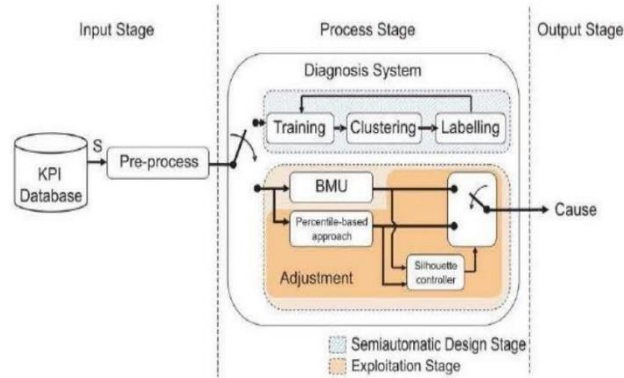 Input Stage
Process Stage
Output Stage
Diagnosis System
Training
Clustering
Labelling
S
KPI
Database
Pre-process
BMU
Percentile-based
approach
Cause
Silhouette
controller
Adjustment
Semiautomatic Design Stage
Exploitation Stage